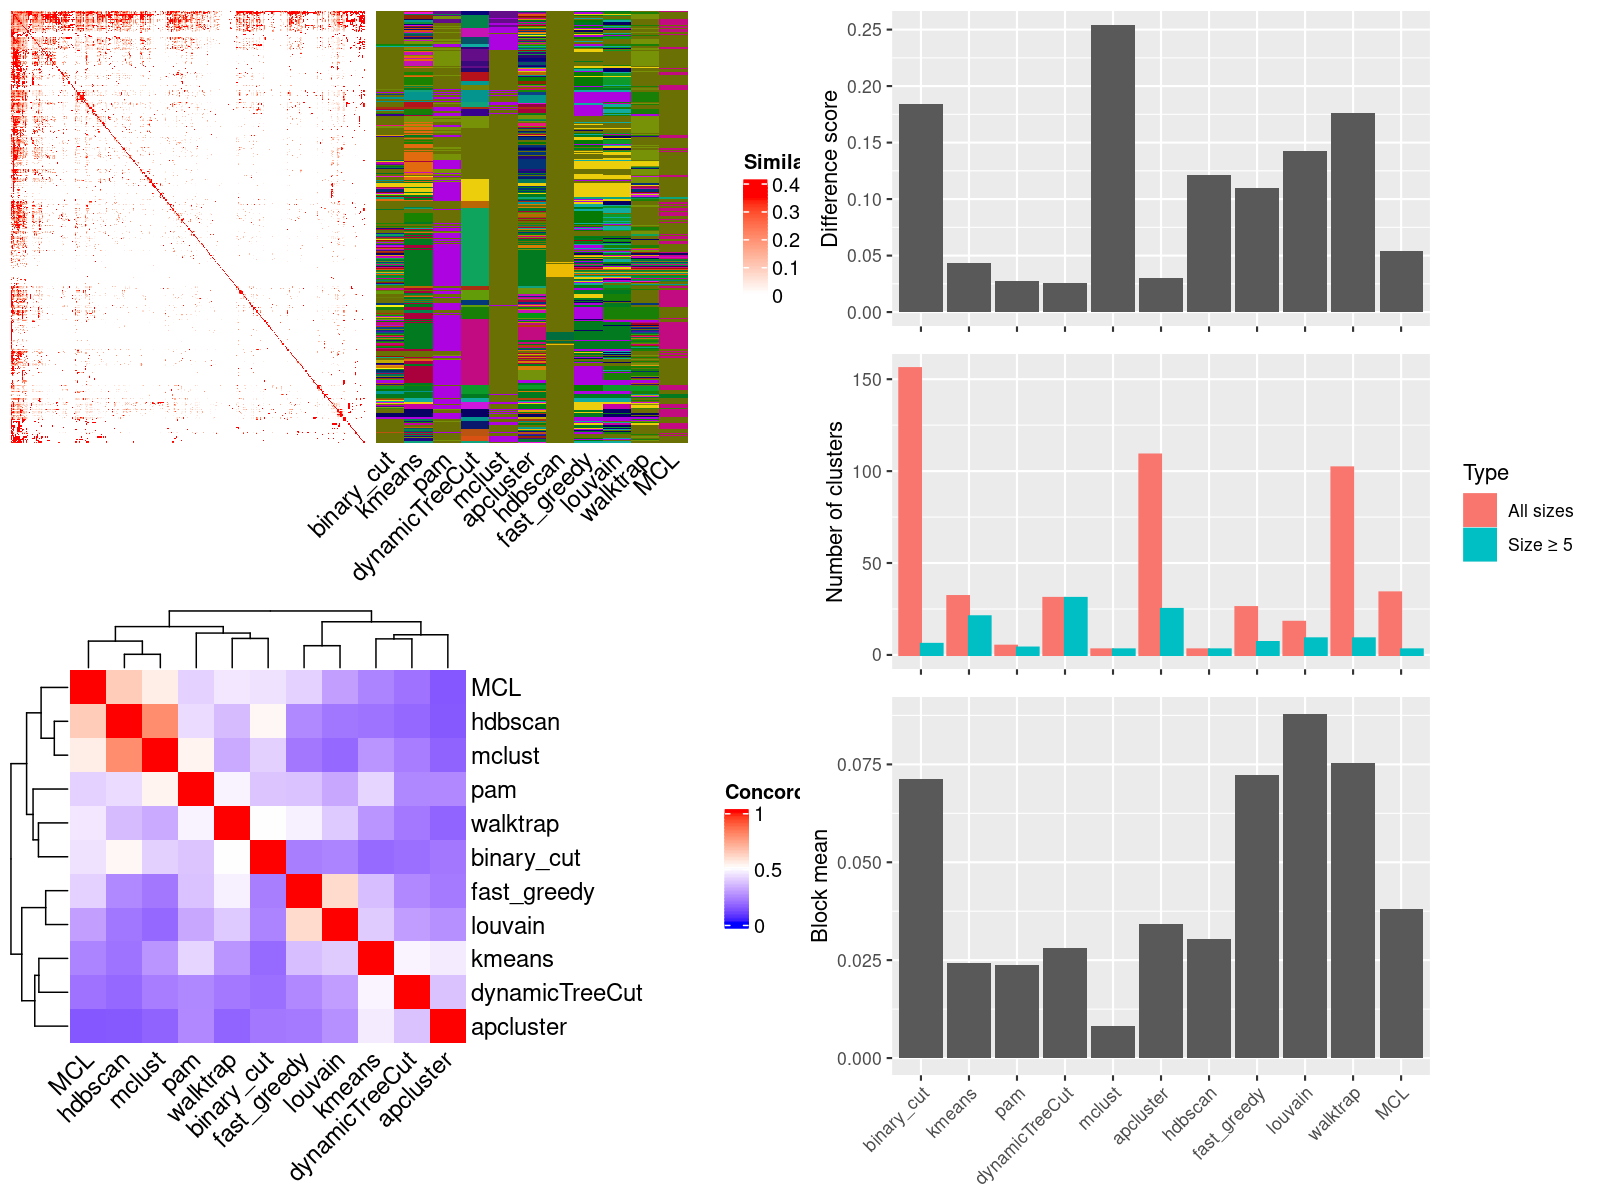 Simila
0.4
0.3
0.2
0.1
0
binary_cut
kmeans
pam
dynamicTreeCut
mclust
apcluster
hdbscan
fast_greedy
louvain
walktrap
MCL
Difference score
0.25
0.20
0.15
0.10
0.05
0.00
Number of clusters
150
100
50
0
Type
All sizes
Size ≥ 5
MCL
hdbscan
mclust
pam
walktrap
binary_cut
fast_greedy
louvain
kmeans
dynamicTreeCut
apcluster
MCL
hdbscan
mclust
pam
walktrap
binary_cut
fast_greedy
louvain
kmeans
dynamicTreeCut
apcluster
Concord
1
0.5
0
Block mean
0.075
0.050
0.025
0.000
binary_cut
kmeans
pam
dynamicTreeCut
mclust
apcluster
hdbscan
fast_greedy
louvain
walktrap
MCL